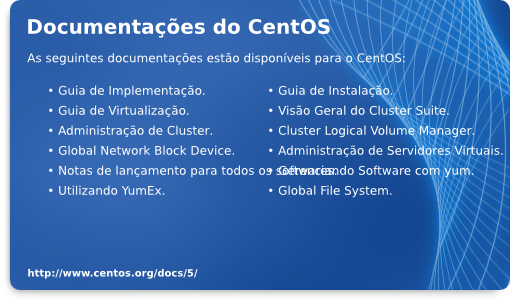 Documentações do CentOS
As seguintes documentações estão disponíveis para o CentOS:
• Guia de Implementação.
• Guia de Virtualização.
• Administração de Cluster.
• Global Network Block Device.
• Notas de lançamento para todos os softwares.
• Utilizando YumEx.
• Guia de Instalação.
• Visão Geral do Cluster Suite.
• Cluster Logical Volume Manager.
• Administração de Servidores Virtuais.
• Gerenciando Software com yum.
• Global File System.
http://www.centos.org/docs/5/